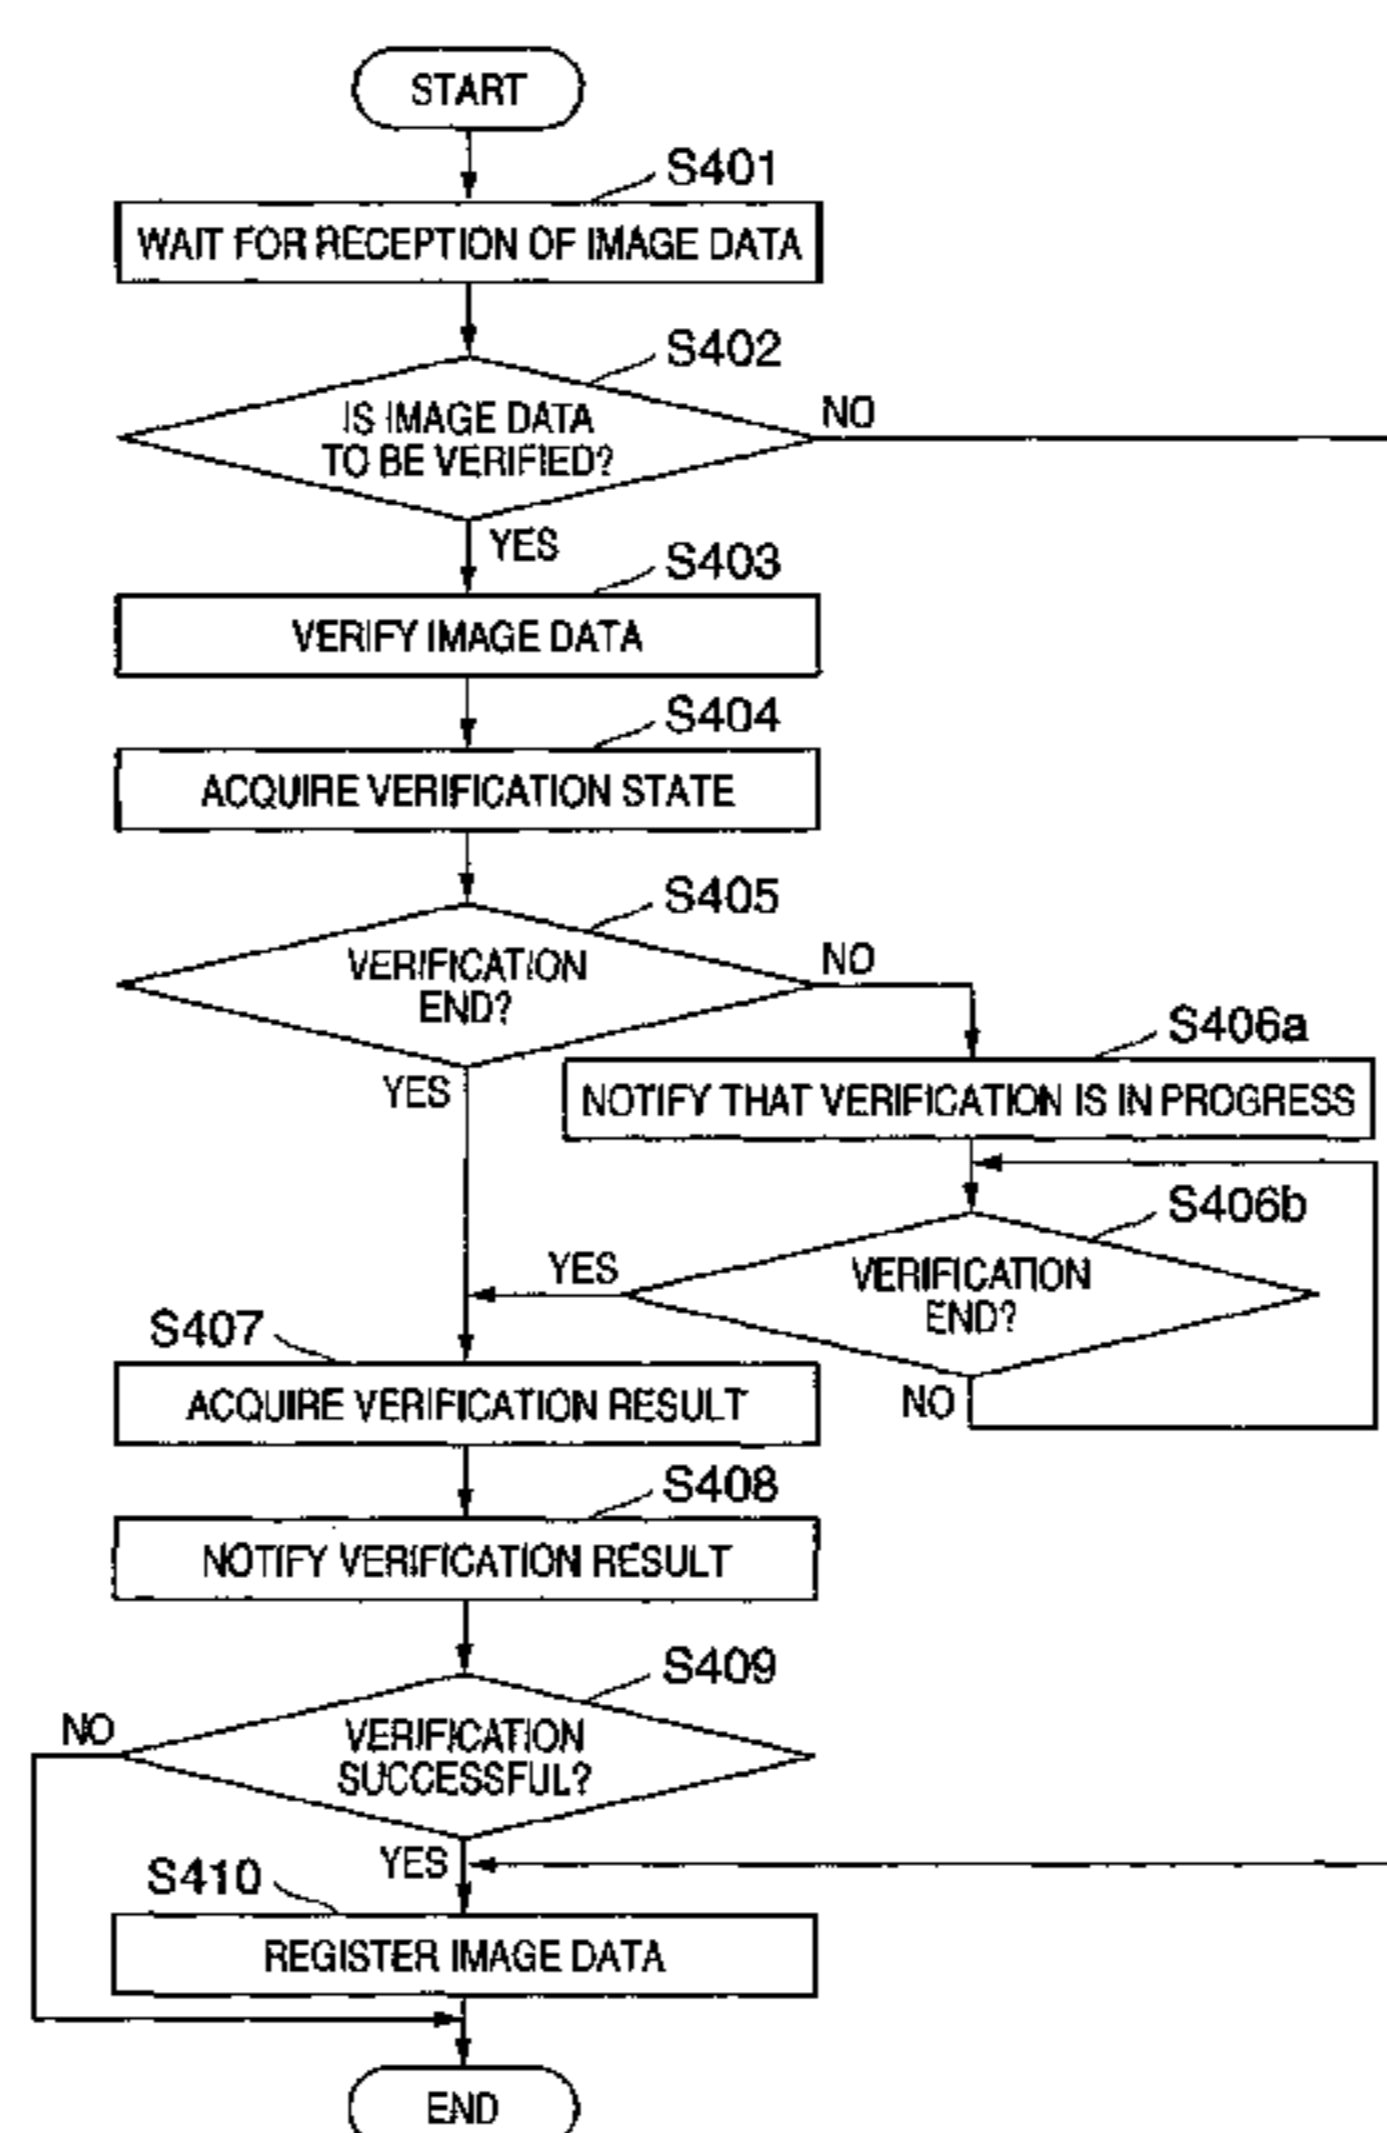 START
S401
WAIT FOR RECEPTION OF IMAGE DATA
S402
IS IMAGE DATA
TO BE VERIFIED?
NO
YES
S403
VERIFY IMAGE DATA
S404
ACQUIRE VERIFICATION STATE
S405
VERIFICATION
END?
NO
YES
S406a
NOTIFY THAT VERIFICATION IS IN PROGRESS
S406b
VERIFICATION
END?
YES
NO
S407
ACQUIRE VERIFICATION RESULT
S408
NOTIFY VERIFICATION RESULT
S409
VERIFICATION
SUCCESSFUL?
NO
YES
S410
REGISTER IMAGE DATA
END